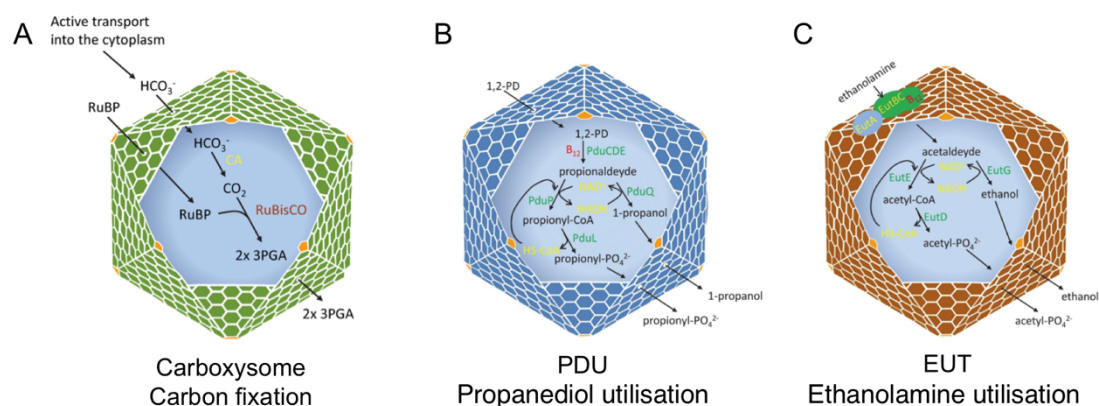 A
Active transport
into the cytoplasm
HCO₃⁻
RuBP
HCO₃⁻
CA
CO₂
RuBP
RuBisCO
2x 3PGA
2x 3PGA
Carboxysome
Carbon fixation
B
1,2-PD
1,2-PD
B₁₂
PduCDE
propionaldeyde
NAD⁺
PduP
PduQ
NADH
1-propanol
propionyl-CoA
PduL
HS-CoA
propionyl-PO₄²⁻
1-propanol
propionyl-PO₄²⁻
PDU
Propanediol utilisation
C
ethanolamine
EutBC
B₁₂
EutA
acetaldeyde
NAD⁺
EutE
EutG
NADH
ethanol
acetyl-CoA
EutD
HS-CoA
acetyl-PO₄²⁻
ethanol
acetyl-PO₄²⁻
EUT
Ethanolamine utilisation